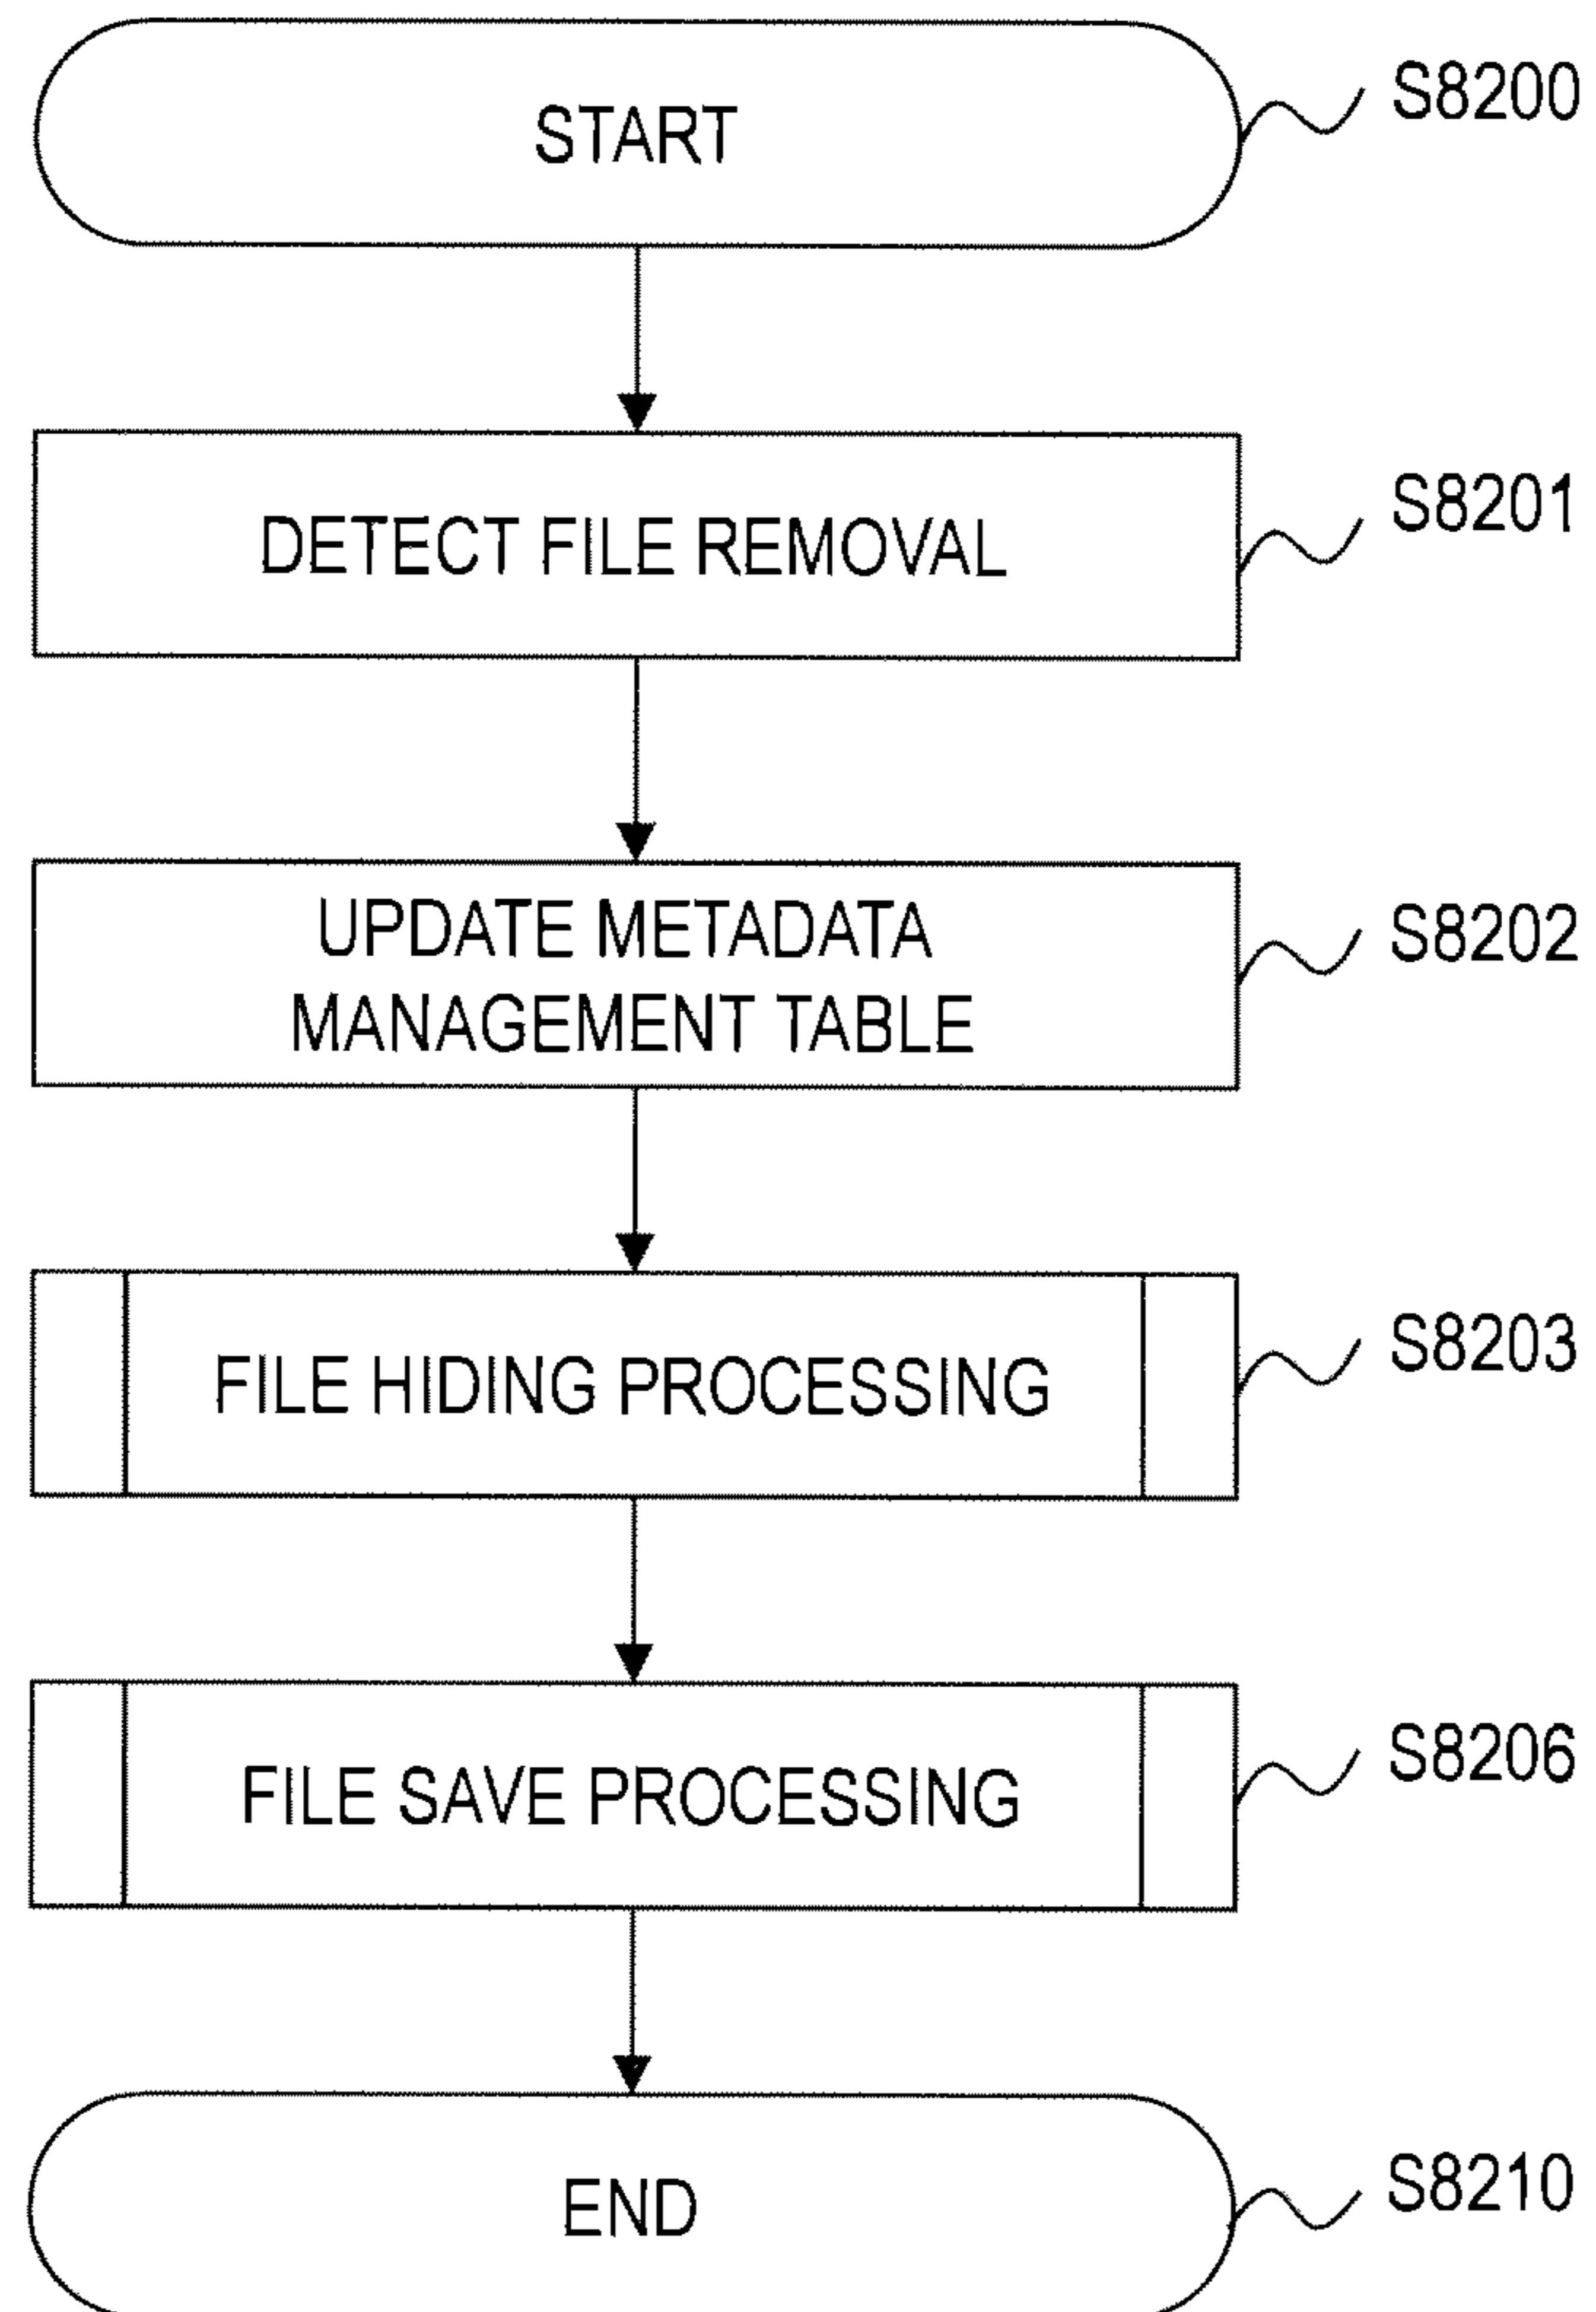 START
S8200
DETECT FILE REMOVAL
S8201
UPDATE METADATA
MANAGEMENT TABLE
S8202
FILE HIDING PROCESSING
S8203
FILE SAVE PROCESSING
S8206
END
S8210